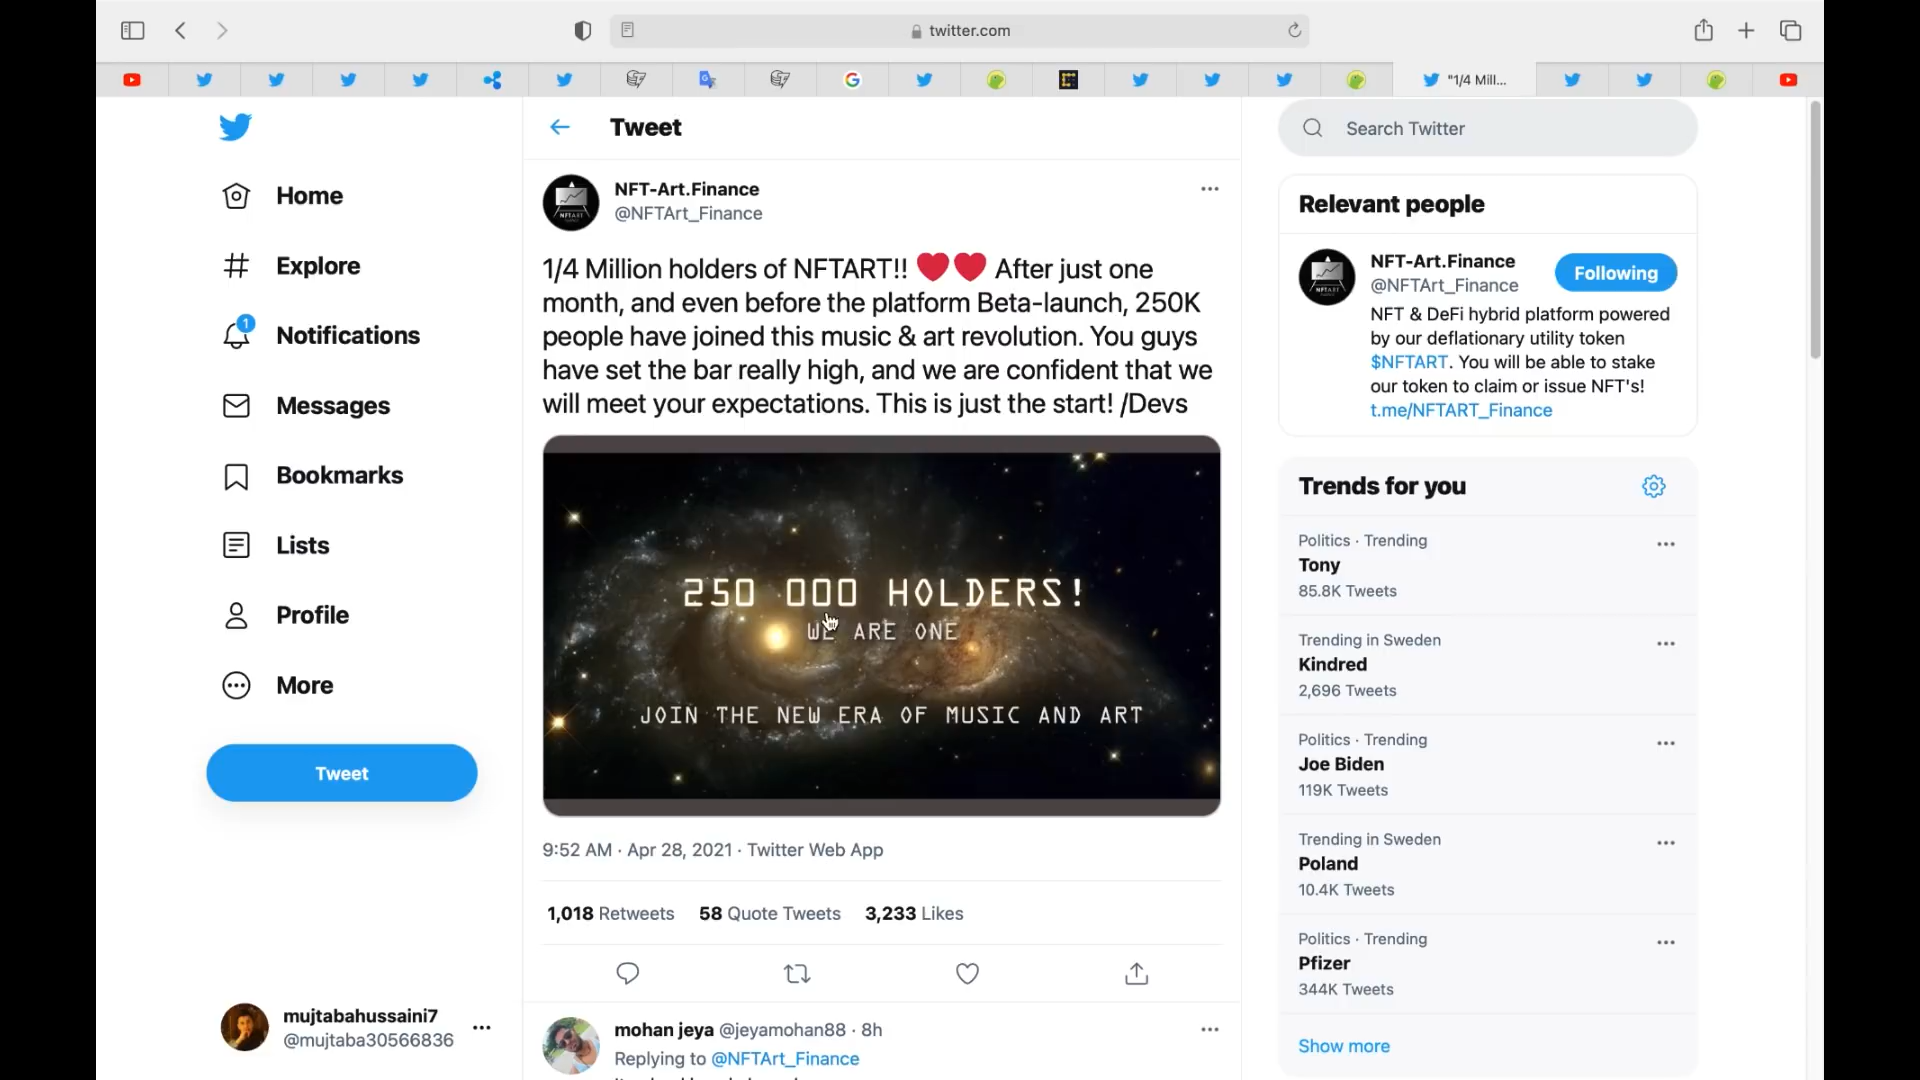 twitter.com
"1/4 Mill...
Home
Explore
1
Notifications
Messages
Bookmarks
Lists
Profile
More
Tweet
mujtabahussaini7
@mujtaba30566836
Tweet
NFT-Art.Finance
@NFTArt_Finance
1/4 Million holders of NFTART!! ❤️❤️ After just one
month, and even before the platform Beta-launch, 250K
people have joined this music & art revolution. You guys
have set the bar really high, and we are confident that we
will meet your expectations. This is just the start! /Devs
250 000 HOLDERS!
WE ARE ONE
JOIN THE NEW ERA OF MUSIC AND ART
9:52 AM · Apr 28, 2021 · Twitter Web App
1,018 Retweets 58 Quote Tweets 3,233 Likes
mohan jeya @jeyamohan88 · 8h
Replying to @NFTArt_Finance
Search Twitter
Relevant people
NFT-Art.Finance
@NFTArt_Finance
Following
NFT & DeFi hybrid platform powered
by our deflationary utility token
$NFTART. You will be able to stake
our token to claim or issue NFT's!
t.me/NFTART_Finance
Trends for you
Politics · Trending
Tony
85.8K Tweets
Trending in Sweden
Kindred
2,696 Tweets
Politics · Trending
Joe Biden
119K Tweets
Trending in Sweden
Poland
10.4K Tweets
Politics · Trending
Pfizer
344K Tweets
Show more